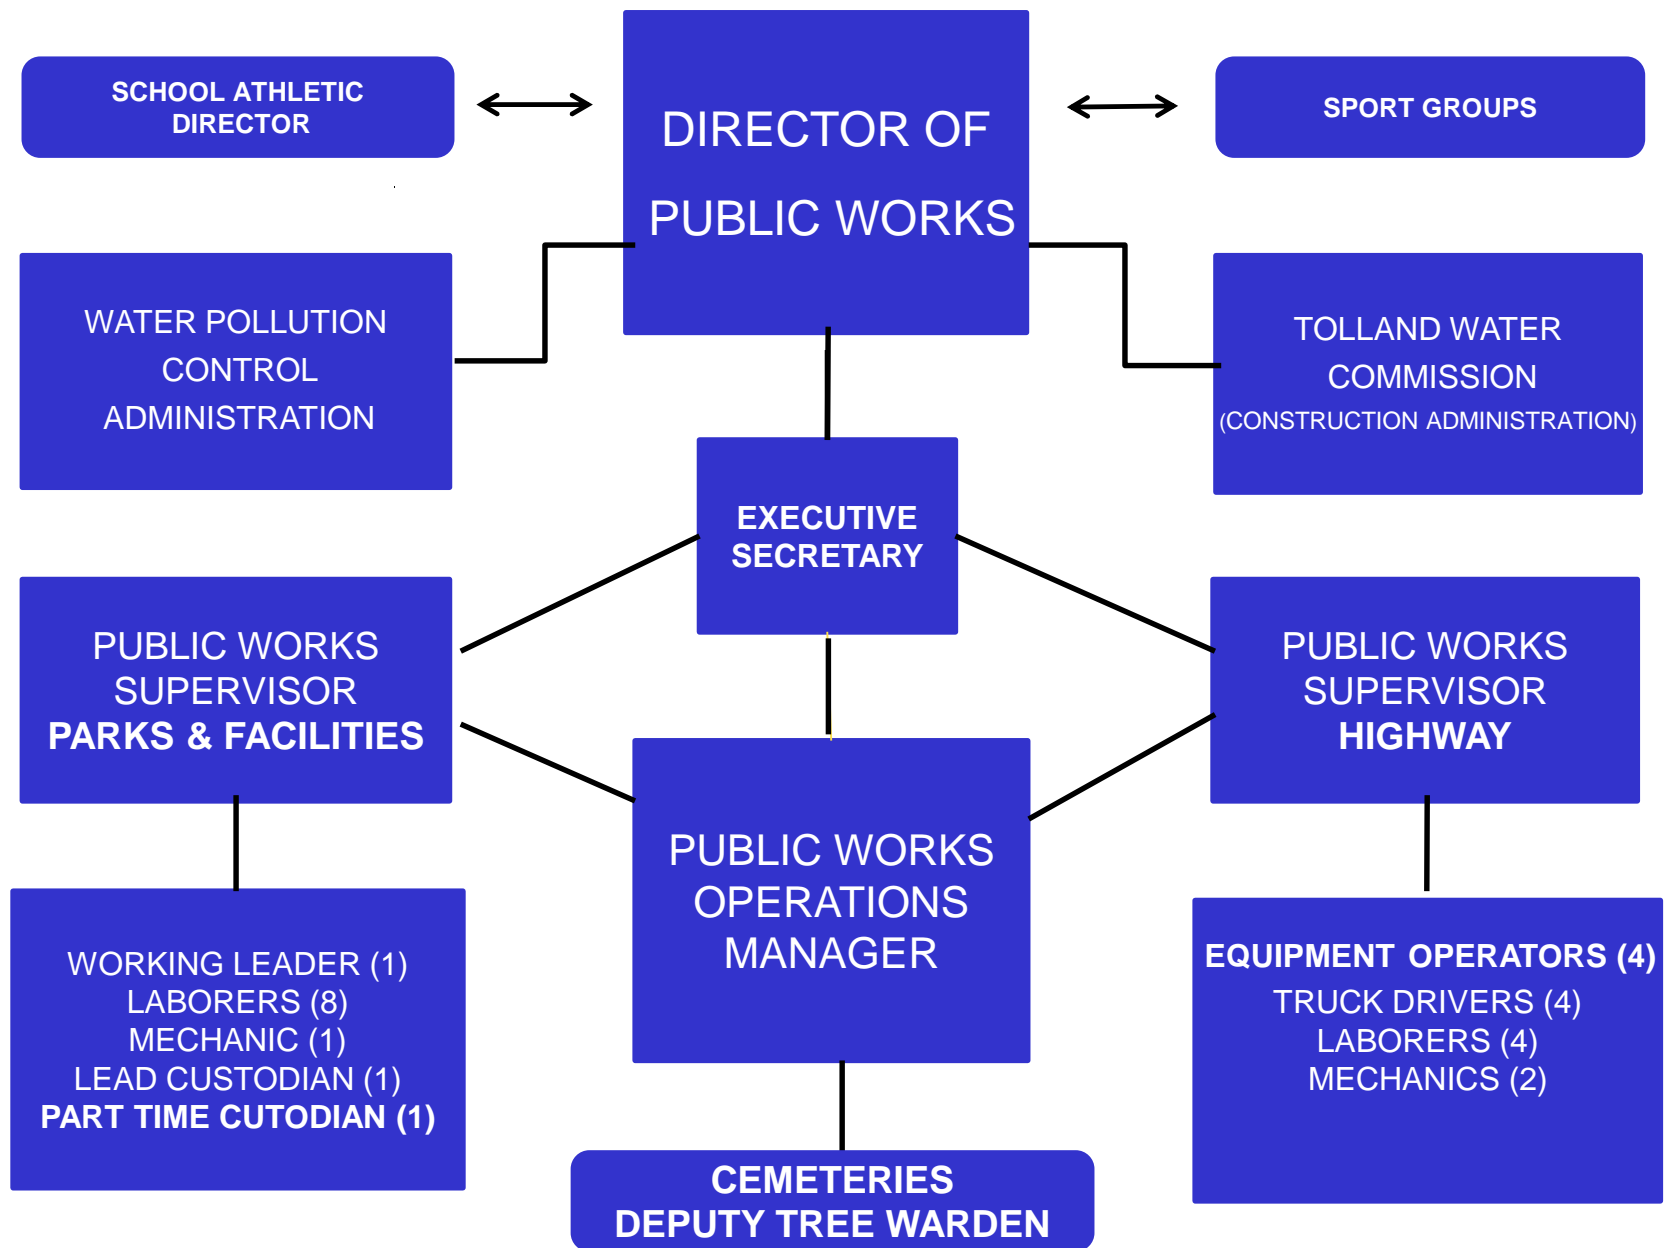 SCHOOL ATHLETIC
DIRECTOR
DIRECTOR OF
PUBLIC WORKS
SPORT GROUPS
WATER POLLUTION
CONTROL
ADMINISTRATION
TOLLAND WATER
COMMISSION
(CONSTRUCTION ADMINISTRATION)
EXECUTIVE
SECRETARY
PUBLIC WORKS
SUPERVISOR
PARKS & FACILITIES
PUBLIC WORKS
SUPERVISOR
HIGHWAY
PUBLIC WORKS
OPERATIONS
MANAGER
WORKING LEADER (1)
LABORERS (8)
MECHANIC (1)
LEAD CUSTODIAN (1)
PART TIME CUTODIAN (1)
EQUIPMENT OPERATORS (4)
TRUCK DRIVERS (4)
LABORERS (4)
MECHANICS (2)
CEMETERIES
DEPUTY TREE WARDEN